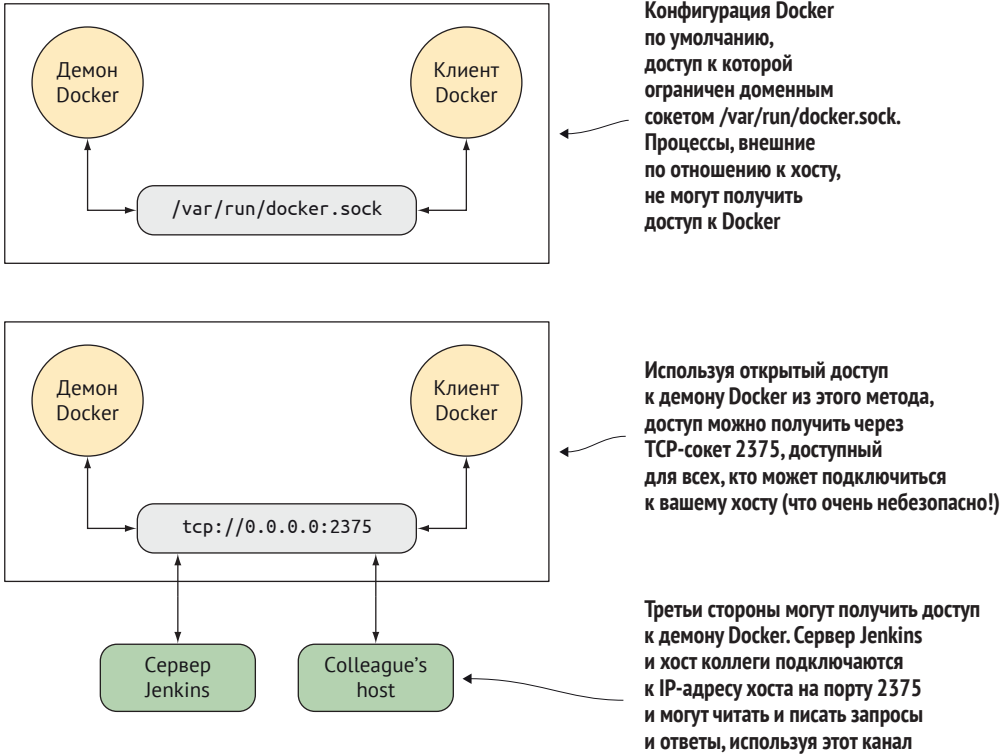 Конфигурация Docker
по умолчанию,
доступ к которой
ограничен доменным
сокетом /var/run/docker.sock.
Процессы, внешние
по отношению к хосту,
не могут получить
доступ к Docker
Демон
Docker
Клиент
Docker
/var/run/docker.sock
Используя открытый доступ
к демону Docker из этого метода,
доступ можно получить через
TCP-сокет 2375, доступный
для всех, кто может подключиться
к вашему хосту (что очень небезопасно!)
Демон
Docker
Клиент
Docker
tcp://0.0.0.0:2375
Сервер
Jenkins
Colleague's
host
Третьи стороны могут получить доступ
к демону Docker. Сервер Jenkins
и хост коллеги подключаются
к IP-адресу хоста на порту 2375
и могут читать и писать запросы
и ответы, используя этот канал